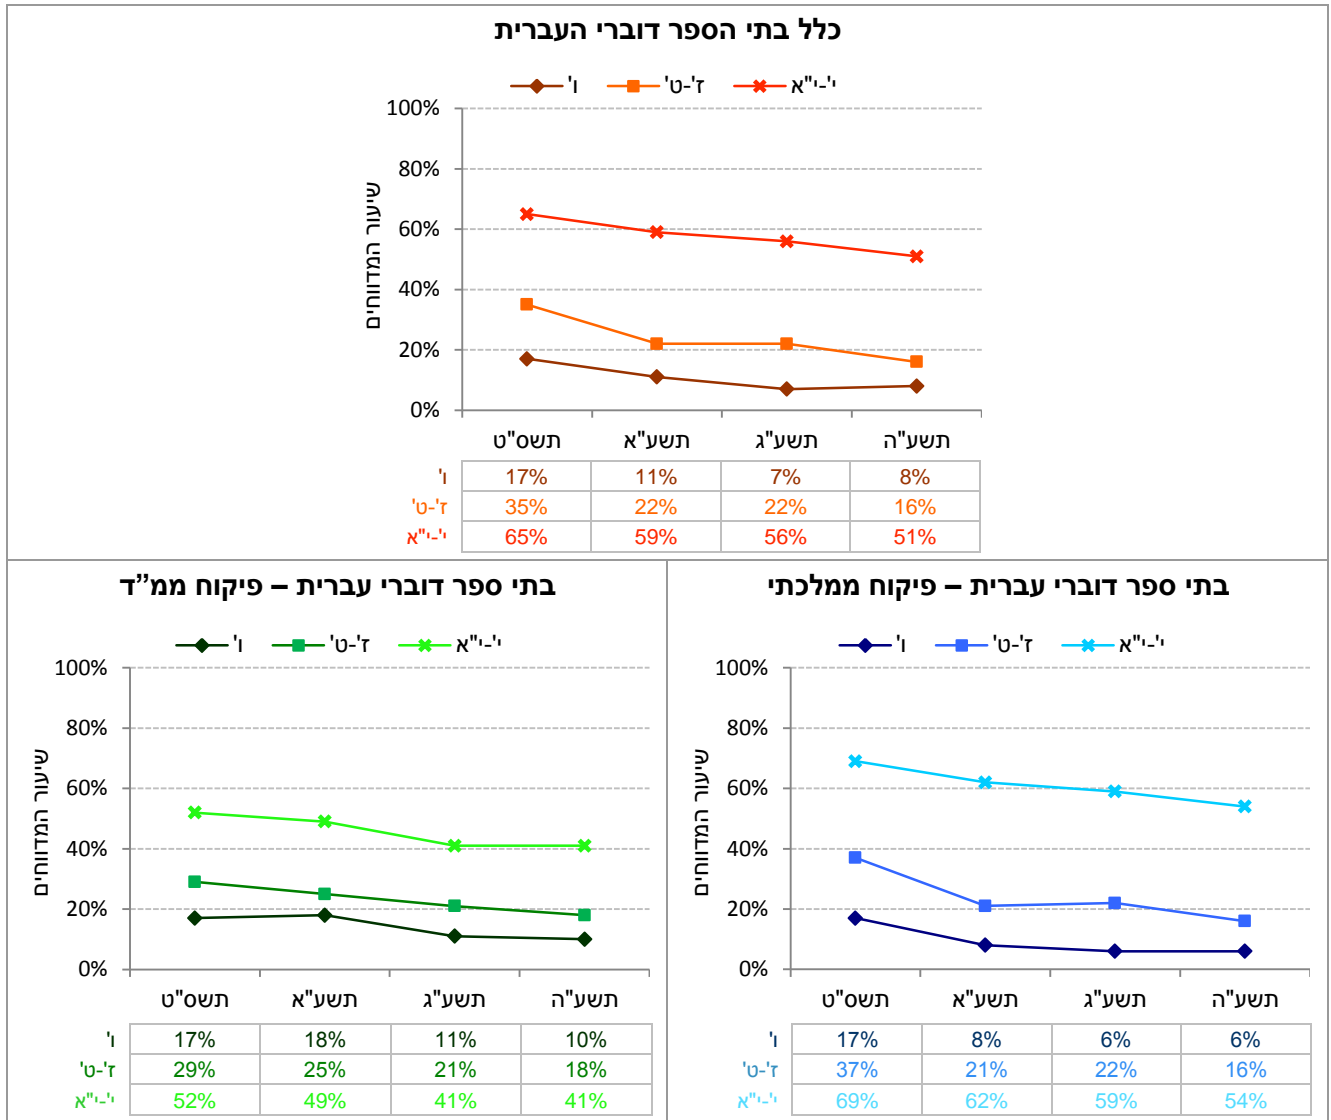 כלל בתי הספר דוברי העברית
ו' ז'-ט' י'-י"א
שיעור המדווחים
100%
80%
60%
40%
20%
0%
תשס"ט תשע"א תשע"ג תשע"ה
ו' 17% 11% 7% 8%
ז'-ט' 35% 22% 22% 16%
י'-י"א 65% 59% 56% 51%
בתי ספר דוברי עברית – פיקוח ממלכתי
ו' ז'-ט' י'-י"א
שיעור המדווחים
100%
80%
60%
40%
20%
0%
תשס"ט תשע"א תשע"ג תשע"ה
ו' 17% 8% 6% 6%
ז'-ט' 37% 21% 22% 16%
י'-י"א 69% 62% 59% 54%
בתי ספר דוברי עברית – פיקוח ממ”ד
ו' ז'-ט' י'-י"א
שיעור המדווחים
100%
80%
60%
40%
20%
0%
תשס"ט תשע"א תשע"ג תשע"ה
ו' 17% 18% 11% 10%
ז'-ט' 29% 25% 21% 18%
י'-י"א 52% 49% 41% 41%